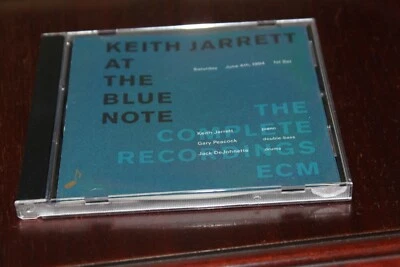 KEITH JARRETT
AT
THE
BLUE
NOTE
Saturday June 4th, 1994 1st Set
THE
COMPLETE
RECORDINGS
ECM
Keith Jarrett piano
Gary Peacock double-bass
Jack DeJohnette drums